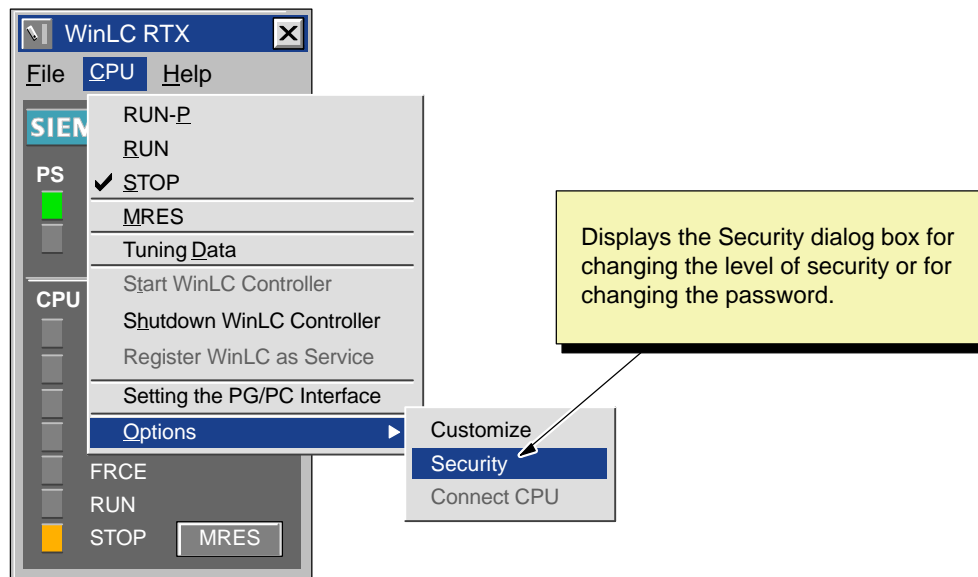 WinLC RTX
File CPU Help
SIEM
PS
RUN-P
RUN
STOP
MRES
Tuning Data
Start WinLC Controller
Shutdown WinLC Controller
Register WinLC as Service
Setting the PG/PC Interface
Options
Customize
Security
Connect CPU
Displays the Security dialog box for
changing the level of security or for
changing the password.
CPU
FRCE
RUN
STOP MRES